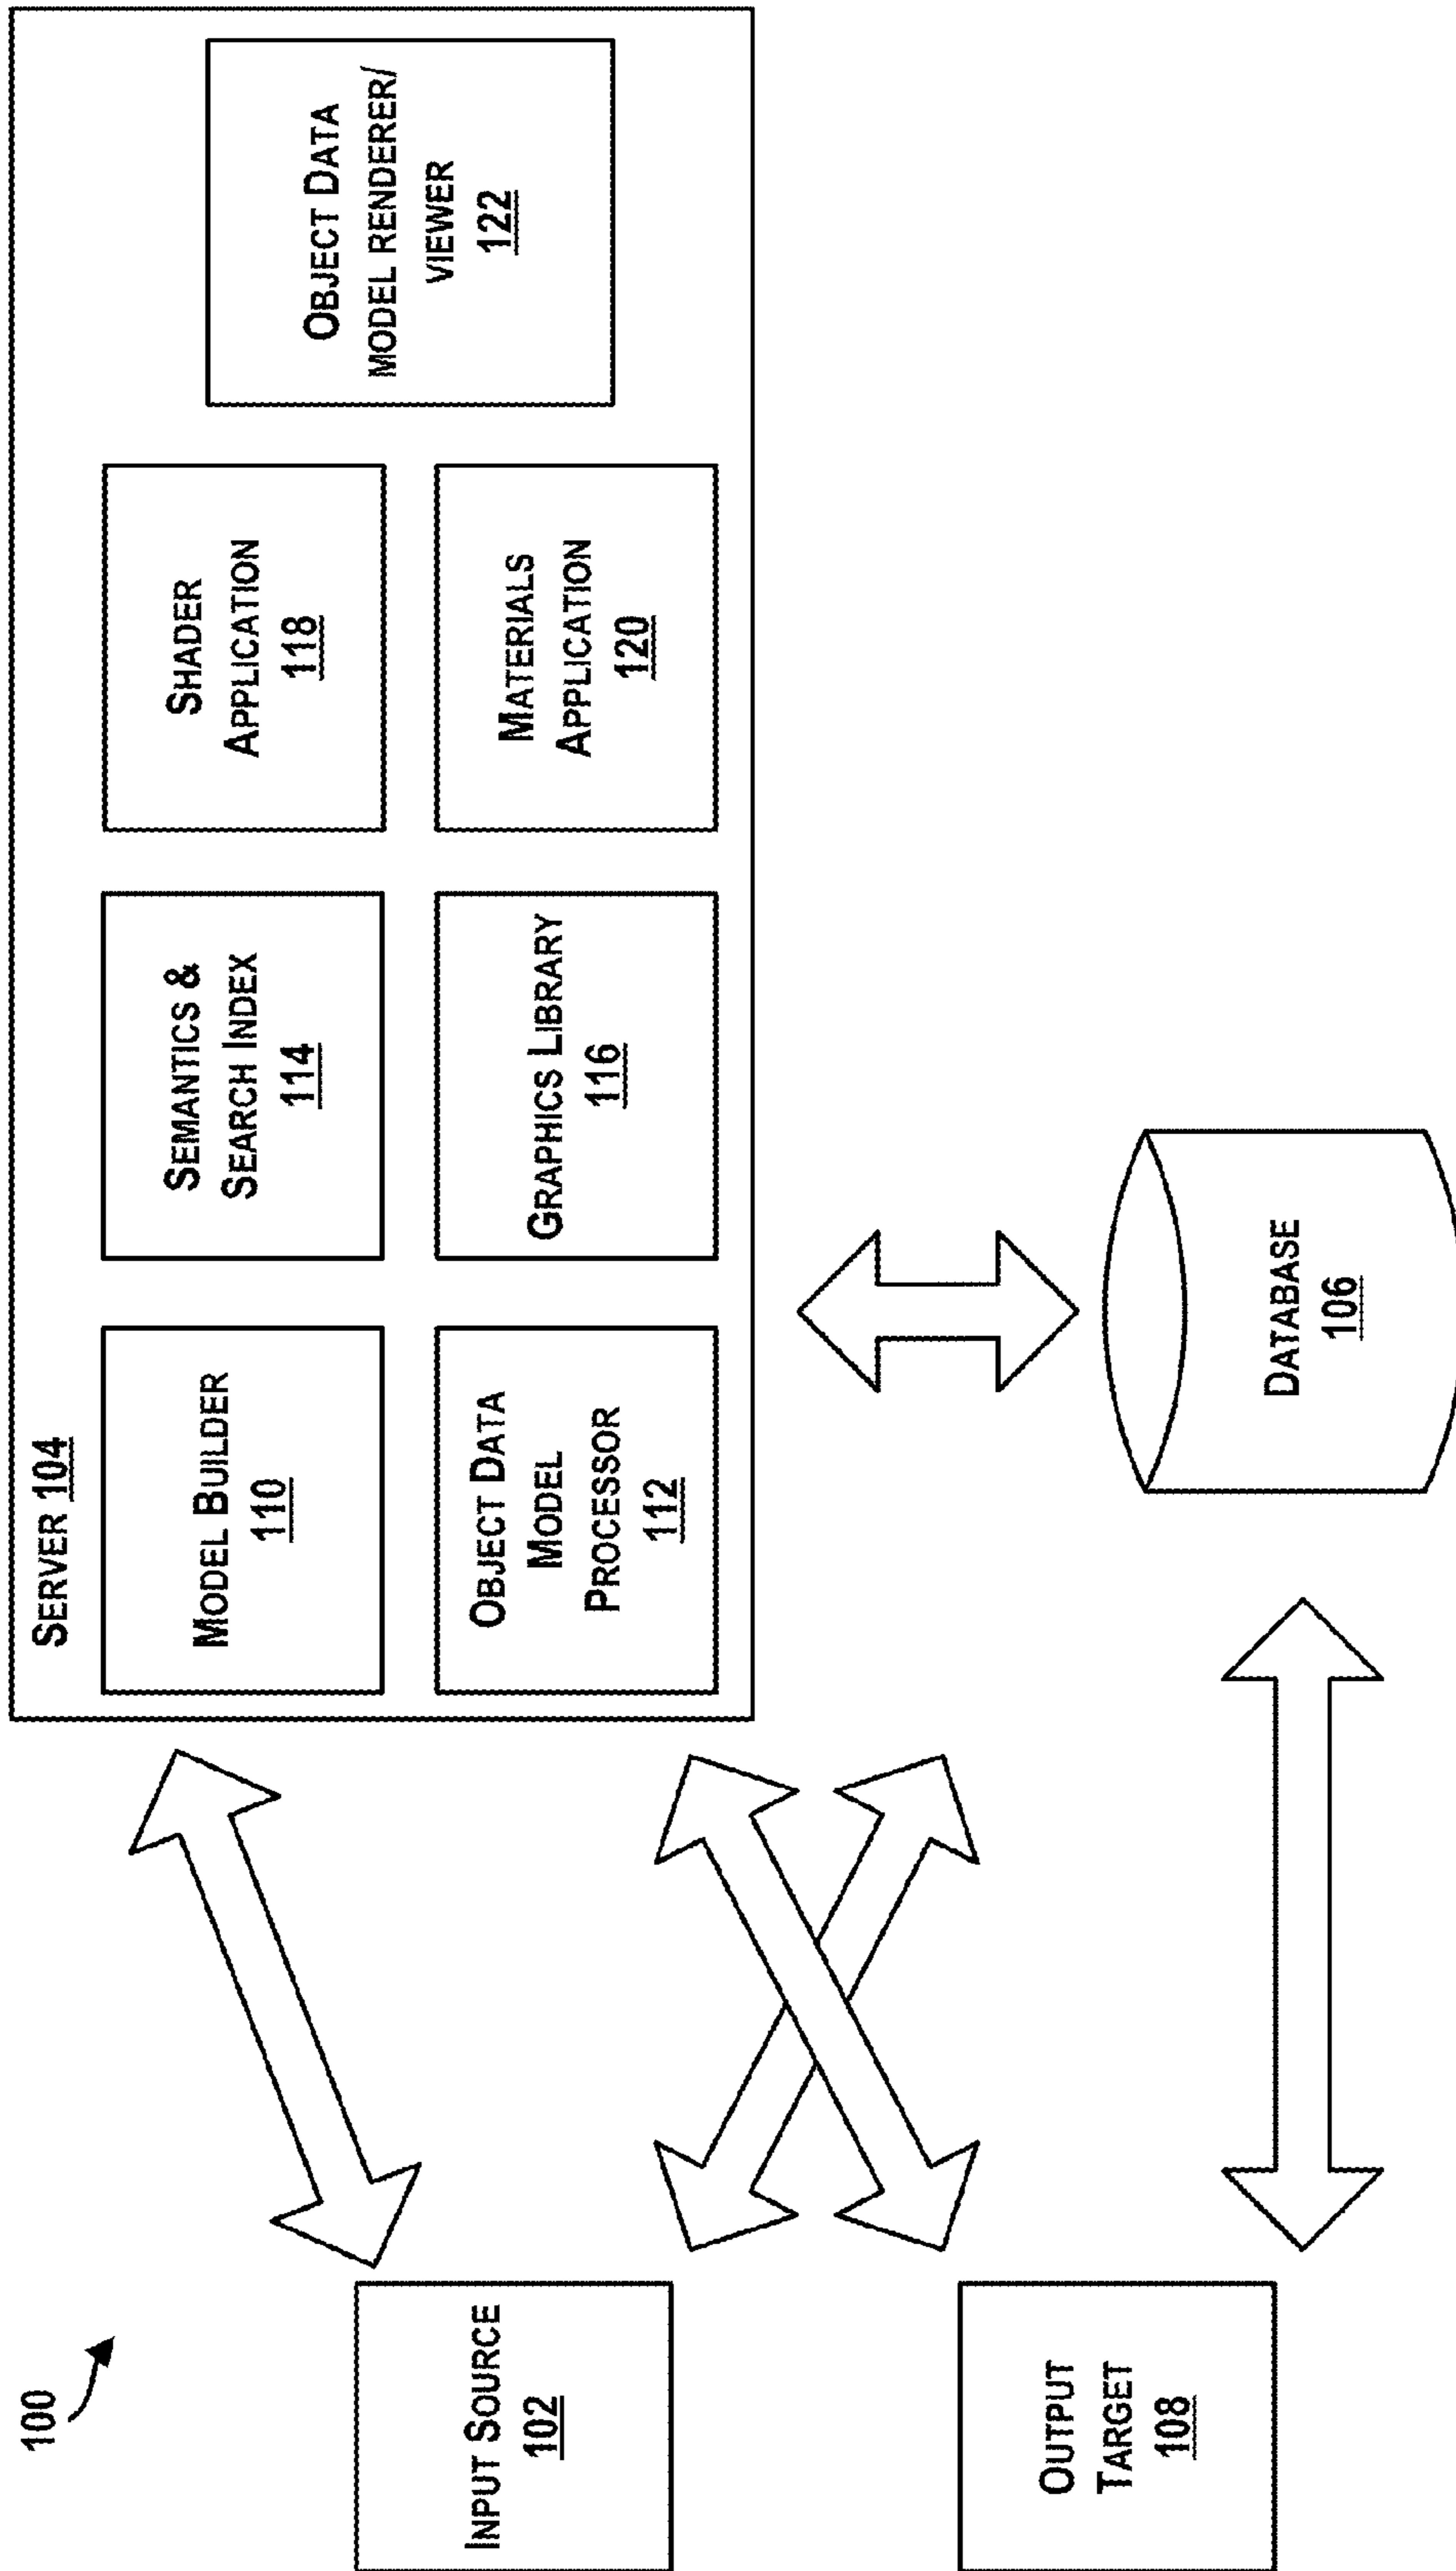 100
SERVER 104
MODEL BUILDER
110
SEMANTICS &
SEARCH INDEX
114
SHADER
APPLICATION
118
OBJECT DATA
MODEL RENDERER/
VIEWER
122
OBJECT DATA
MODEL
PROCESSOR
112
GRAPHICS LIBRARY
116
MATERIALS
APPLICATION
120
INPUT SOURCE
102
OUTPUT
TARGET
108
DATABASE
106